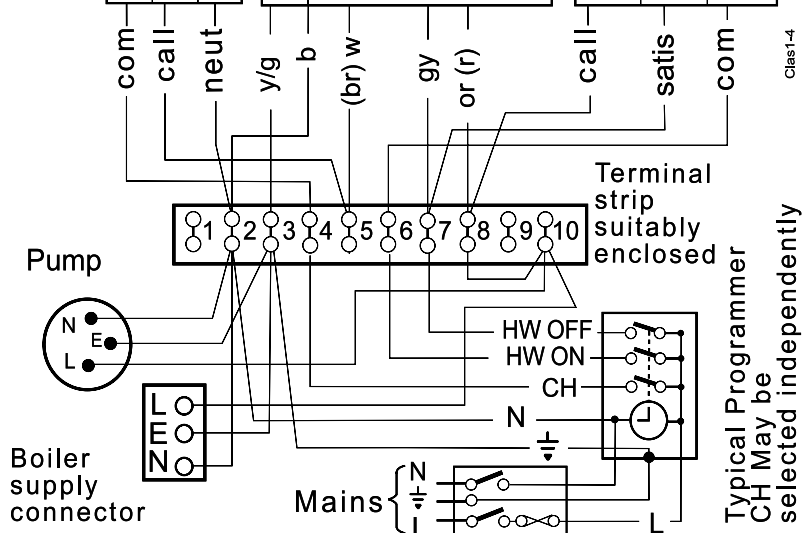 com
call
neut
y/g
b
(br) w
gy
or (r)
call
satis
com
Clas1-4
1 2 3 4 5 6 7 8 9 10
Terminal
strip
suitably
enclosed
Pump
N
E
L
HW OFF
HW ON
CH
N
L
E
N
Boiler
supply
connector
Mains
N
L
L
Typical Programmer
CH May be
selected independently